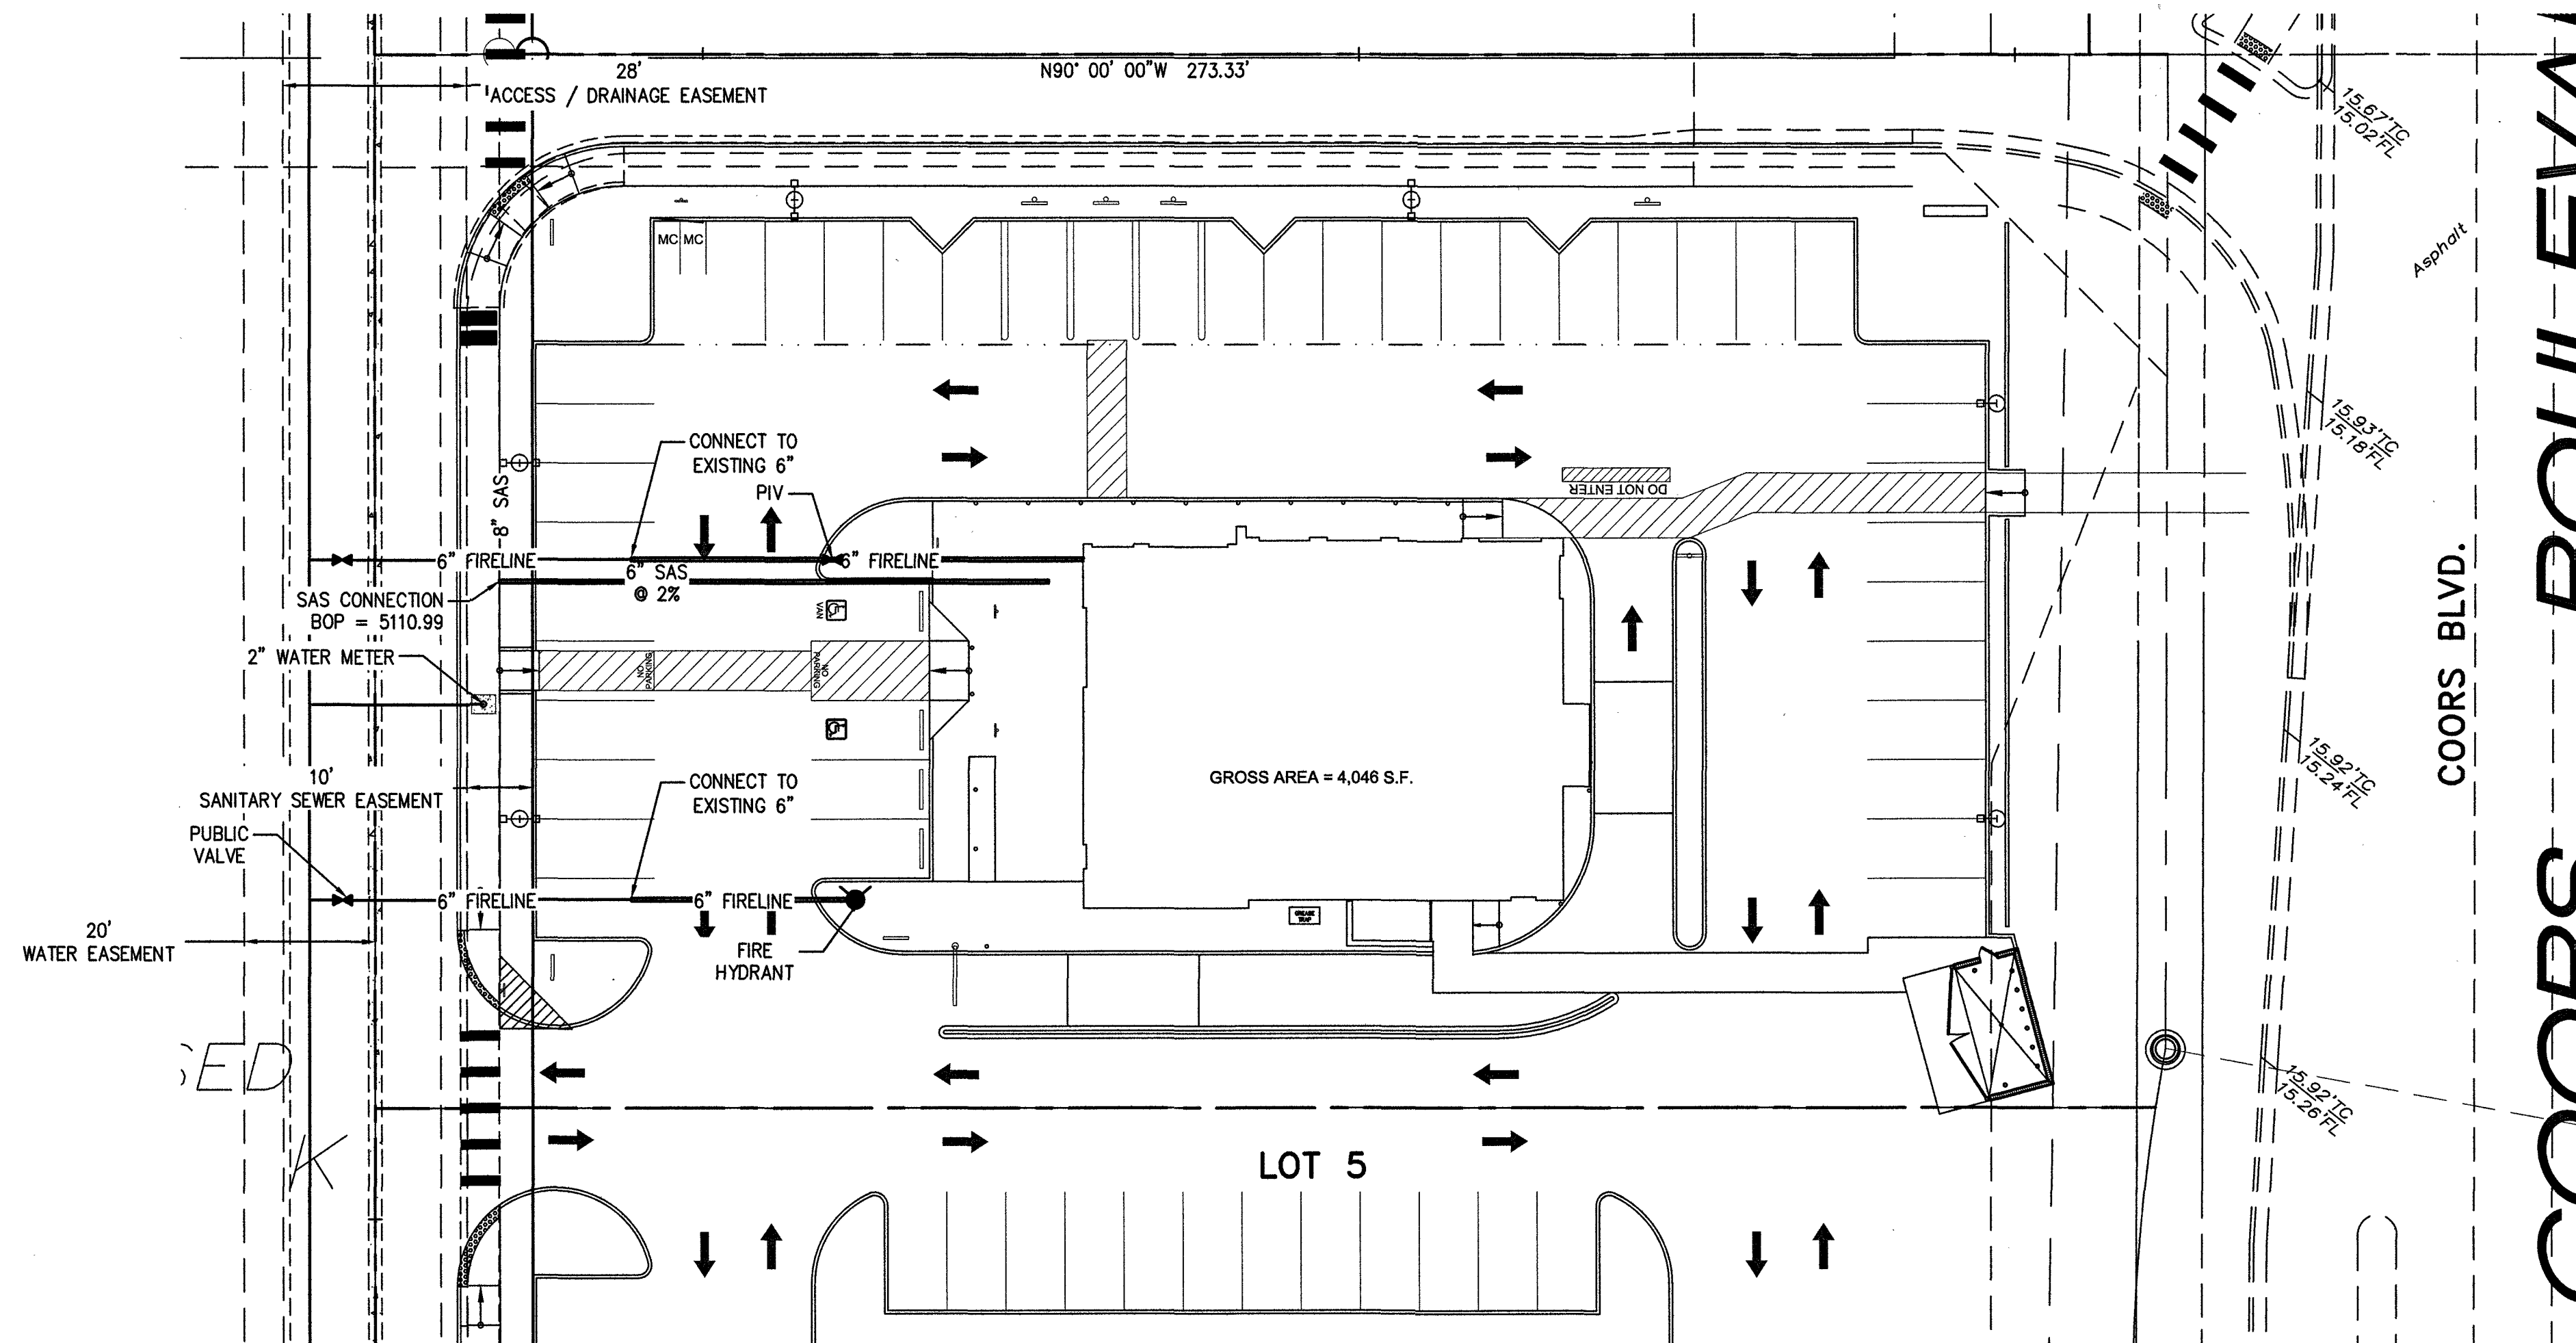 28'
ACCESS / DRAINAGE EASEMENT
N90° 00' 00"W 273.33'
15.67'TC
15.02'FL
Asphalt
MC MC
15.93'TC
15.18'FL
CONNECT TO
EXISTING 6"
PIV
8" SAS
DO NOT ENTER
6" FIRELINE
6" FIRELINE
6" SAS
@ 2%
SAS CONNECTION
BOP = 5110.99
VAN
2" WATER METER
NO
PARKING
NO
PARKING
COORS BLVD.
15.92'TC
15.24'FL
10'
SANITARY SEWER EASEMENT
CONNECT TO
EXISTING 6"
GROSS AREA = 4,046 S.F.
PUBLIC
VALVE
6" FIRELINE
6" FIRELINE
GREASE
TRAP
20'
WATER EASEMENT
FIRE
HYDRANT
SED
K
15.92'TC
15.26'FL
LOT 5
COORS